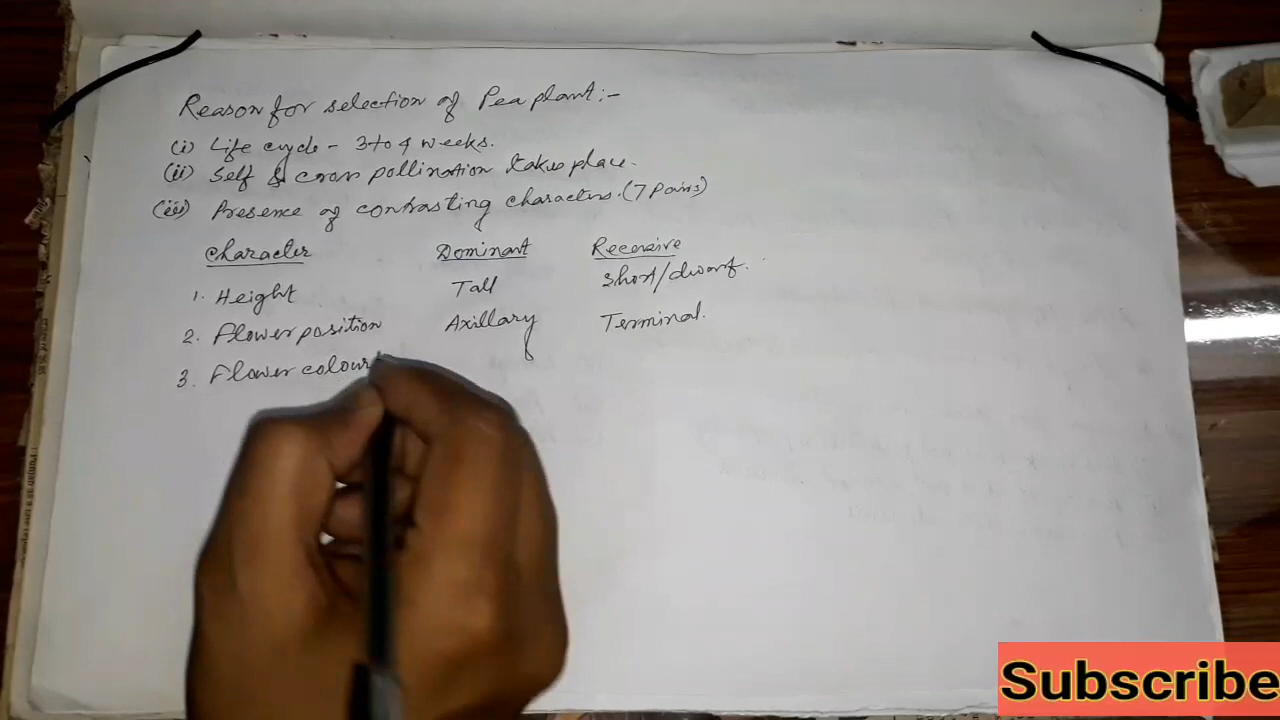 Reason for selection of Pea plant:-
(i) Life cycle - 3 to 4 weeks.
(ii) Self & cross pollination takes place.
(iii) Presence of contrasting characters. (7 pairs)
Character Dominant Recessive
1. Height Tall Short/dwarf.
2. Flower position Axillary Terminal.
3. Flower colour
Subscribe